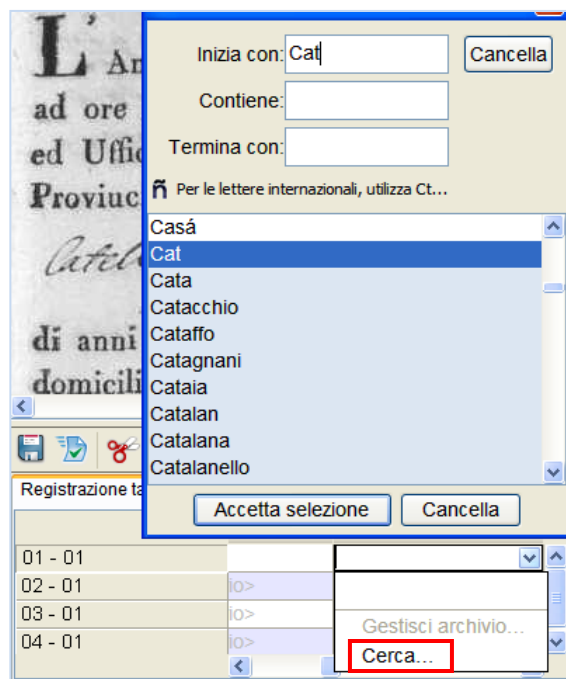 L' An
ad ore
ed Uffic
Provinc
di anni
domicili
Inizia con: Cat
Cancella
Contiene:
Termina con:
ñ Per le lettere internazionali, utilizza Ct...
Casá
Cat
Cata
Catacchio
Cataffo
Catagnani
Cataia
Catalan
Catalana
Catalanello
Accetta selezione Cancella
Registrazione ta
01 - 01
02 - 01 io>
03 - 01 io>
04 - 01 io>
Gestisci archivio...
Cerca...